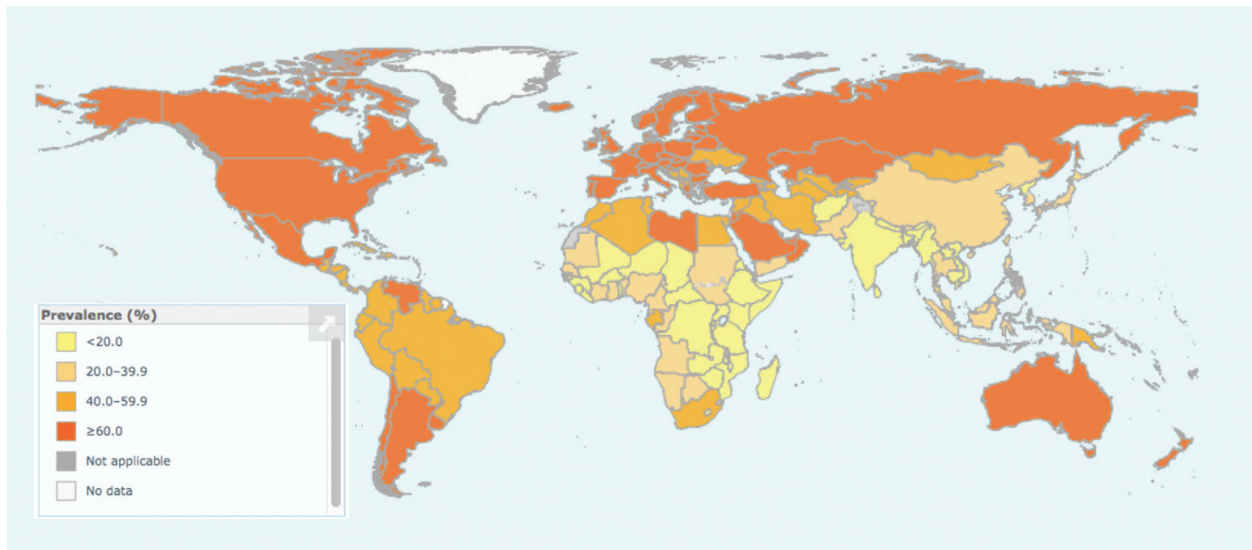 Prevalence (%)
<20.0
20.0–39.9
40.0–59.9
≥60.0
Not applicable
No data